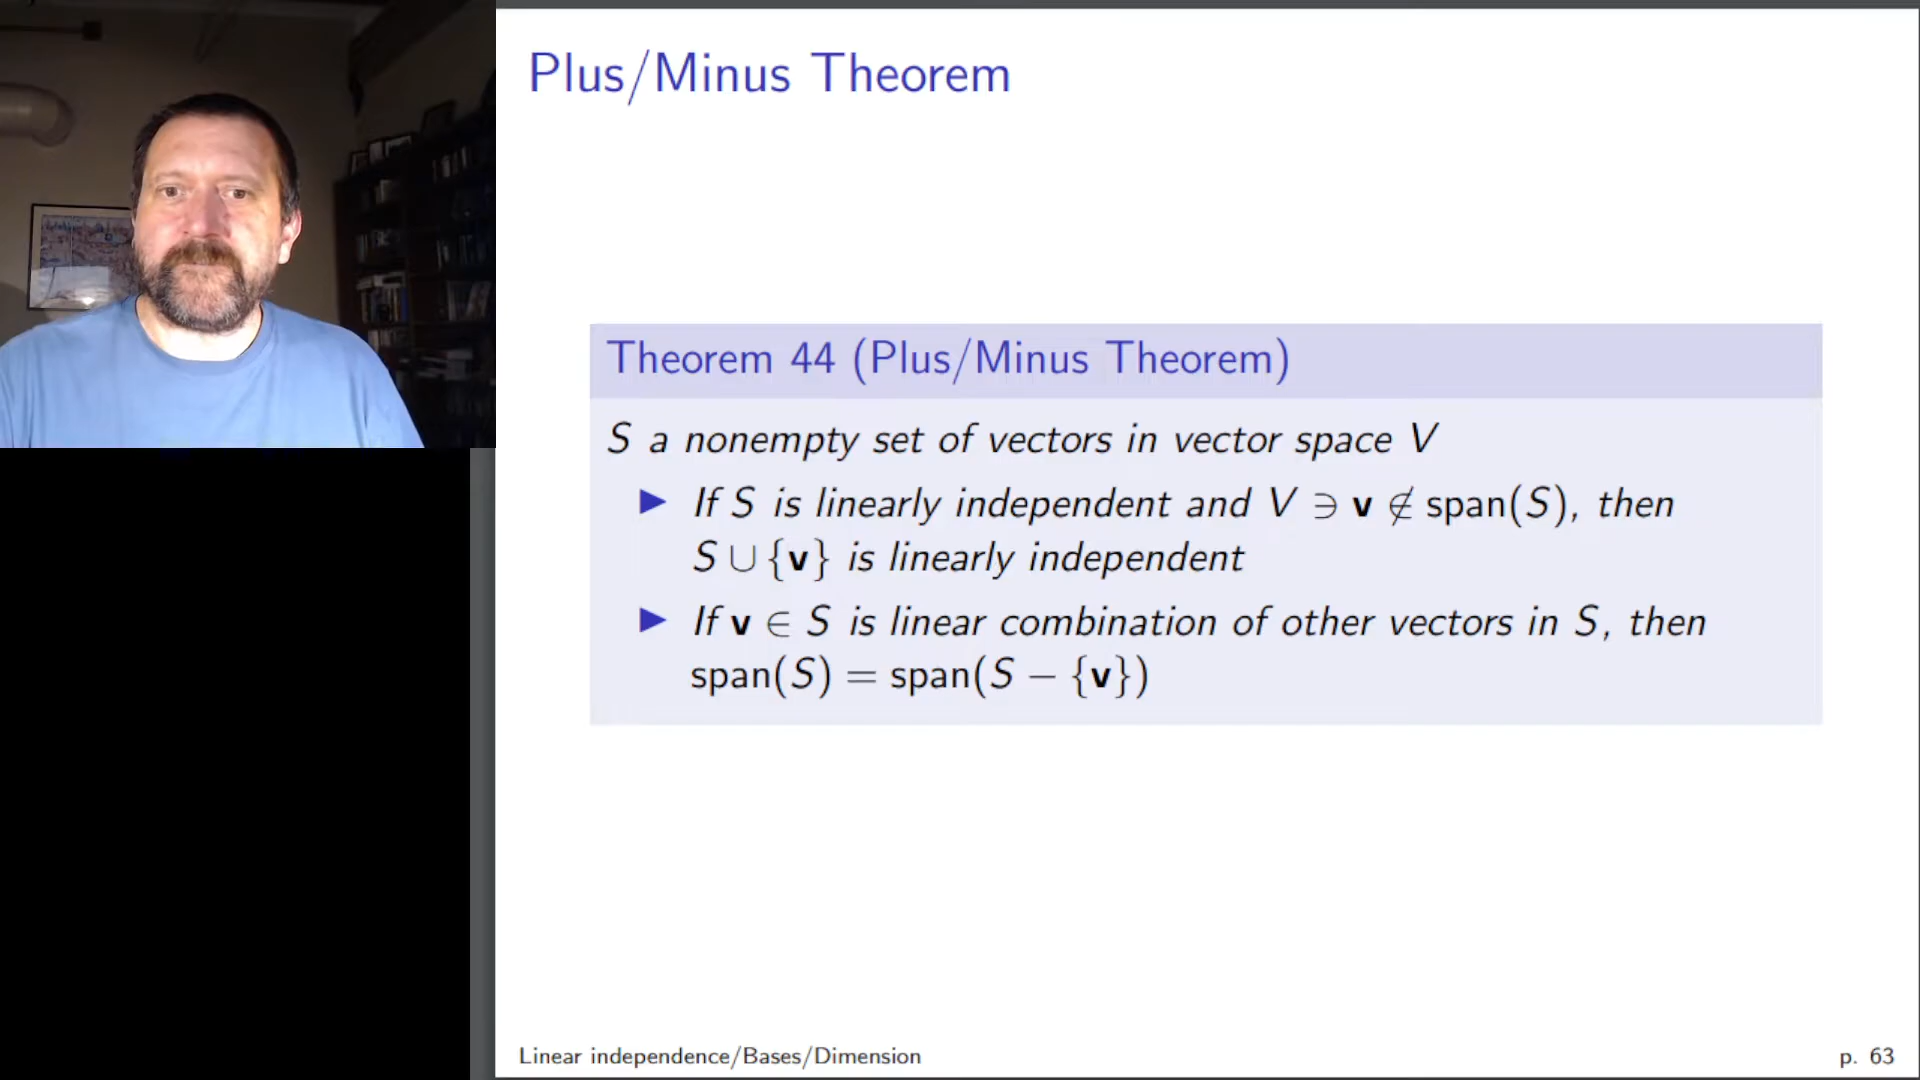 Plus/Minus Theorem
Theorem 44 (Plus/Minus Theorem)
S a nonempty set of vectors in vector space V
▶ If S is linearly independent and V ∋ v ∉ span(S), then
S ∪ {v} is linearly independent
▶ If v ∈ S is linear combination of other vectors in S, then
span(S) = span(S − {v})
Linear independence/Bases/Dimension
p. 63